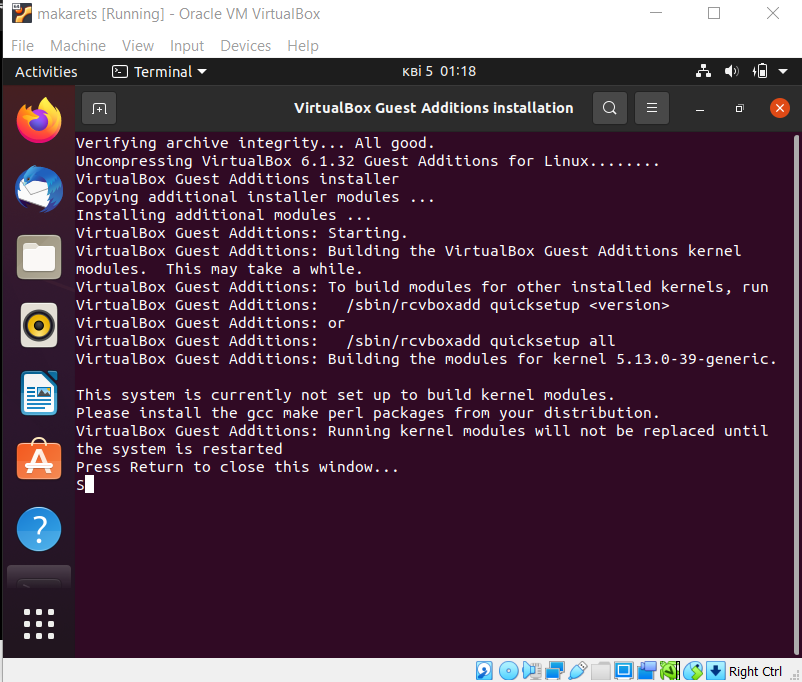 makarets [Running] - Oracle VM VirtualBox
File Machine View Input Devices Help
Activities Terminal кві 5 01:18
VirtualBox Guest Additions installation
Verifying archive integrity... All good.
Uncompressing VirtualBox 6.1.32 Guest Additions for Linux........
VirtualBox Guest Additions installer
Copying additional installer modules ...
Installing additional modules ...
VirtualBox Guest Additions: Starting.
VirtualBox Guest Additions: Building the VirtualBox Guest Additions kernel
modules.  This may take a while.
VirtualBox Guest Additions: To build modules for other installed kernels, run
VirtualBox Guest Additions:   /sbin/rcvboxadd quicksetup <version>
VirtualBox Guest Additions: or
VirtualBox Guest Additions:   /sbin/rcvboxadd quicksetup all
VirtualBox Guest Additions: Building the modules for kernel 5.13.0-39-generic.
This system is currently not set up to build kernel modules.
Please install the gcc make perl packages from your distribution.
VirtualBox Guest Additions: Running kernel modules will not be replaced until
the system is restarted
Press Return to close this window...
S
Right Ctrl